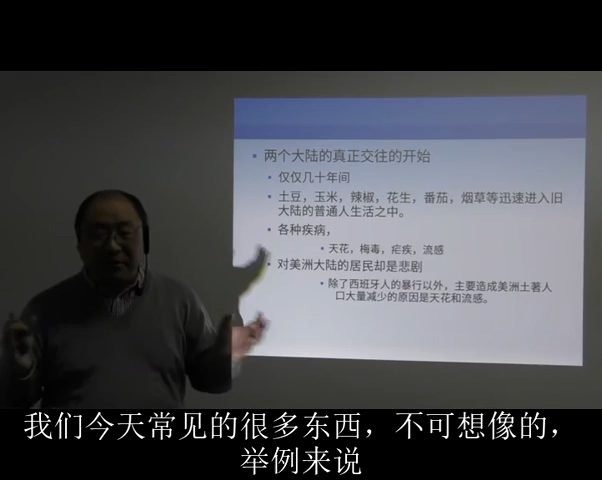 两个大陆的真正交往的开始
仅仅几十年间
土豆，玉米，辣椒，花生，番茄，烟草等迅速进入旧
大陆的普通人生活之中。
各种疾病，
天花，梅毒，疟疾，流感
对美洲大陆的居民却是悲剧
除了西班牙人的暴行以外，主要造成美洲土著人
口大量减少的原因是天花和流感。
我们今天常见的很多东西，不可想像的，
举例来说